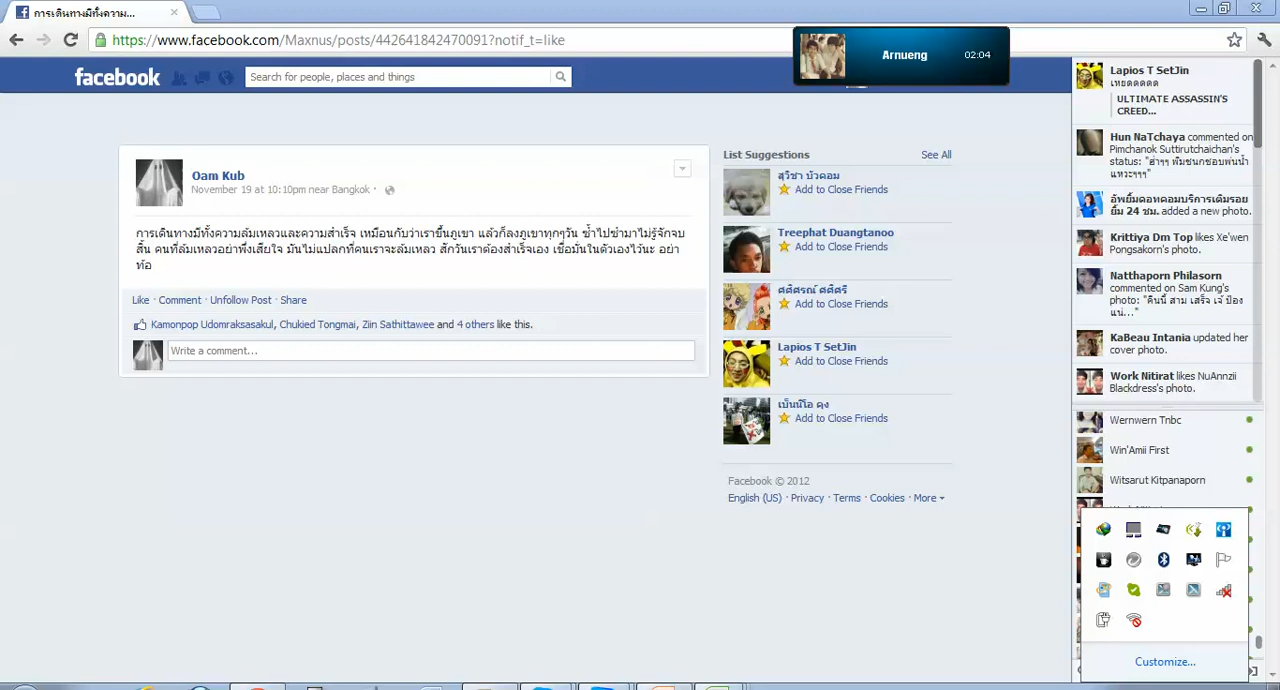 การเดินทางมีทั้งความ...
https://www.facebook.com/Maxnus/posts/442641842470091?notif_t=like
Arnueng 02:04
facebook
Search for people, places and things
Oam Kub
November 19 at 10:10pm near Bangkok ·
การเดินทางมีทั้งความล้มเหลวและความสำเร็จ เหมือนกับว่าเราขึ้นภูเขา แล้วก็ลงภูเขาทุกๆวัน ซ้ำไปซ้ำมาไม่รู้จักจบ
สิ้น คนที่ล้มเหลวอย่าพึ่งเสียใจ มันไม่แปลกที่คนเราจะล้มเหลว สักวันเราต้องสำเร็จเอง เชื่อมั่นในตัวเองไว้นะ อย่า
ท้อ
Like · Comment · Unfollow Post · Share
Kamonpop Udomraksasakul, Chukied Tongmai, Ziin Sathittawee and 4 others like this.
Write a comment...
List Suggestions See All
สุวิชา บัวคอม
Add to Close Friends
Treephat Duangtanoo
Add to Close Friends
ศศิศรณ์ ศศิศรี
Add to Close Friends
Lapios T SetJin
Add to Close Friends
เบ็นนีโอ คุง
Add to Close Friends
Facebook © 2012
English (US) · Privacy · Terms · Cookies · More
Lapios T SetJin
เหยดดดดด
ULTIMATE ASSASSIN'S
CREED...
Hun NaTchaya commented on
Pimchanok Suttirutchaichan's
status: "ฮ่าๆๆ พิมชนกชอบพ่นน้ำ
แหวะๆๆๆ"
อัพยิ้มดอทคอมบริการเติมรอย
ยิ้ม 24 ชม. added a new photo.
Krittiya Dm Top likes Xe'wen
Pongsakorn's photo.
Natthaporn Philasorn
commented on Sam Kung's
photo: "คืนนี้ สาม เสร็จ เจ๊ ป๋อง
แน่..."
KaBeau Intania updated her
cover photo.
Work Nitirat likes NuAnnzii
Blackdress's photo.
Wernwern Tnbc
Win'Amii First
Witsarut Kitpanaporn
Customize...